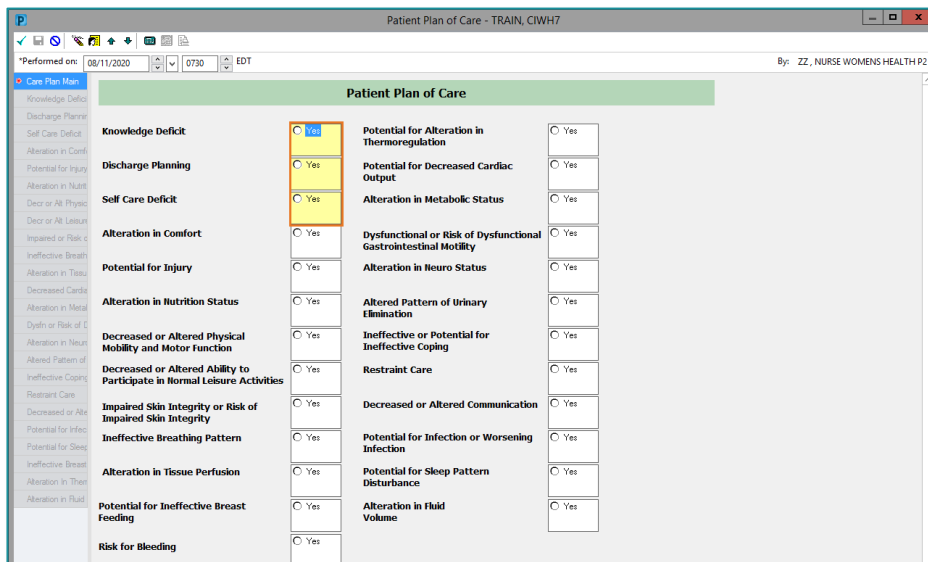 P
Patient Plan of Care - TRAIN, CIWH7
*Performed on: 08/11/2020 0730 EDT By: ZZ , NURSE WOMENS HEALTH P2
Care Plan Main
Knowledge Defici
Discharge Plannir
Self Care Deficit
Alteration in Comf
Potential for Injury
Alteration in Nutrit
Decr or Alt Physic
Decr or Alt Leisure
Impaired or Risk o
Ineffective Breath
Alteration in Tissu
Decreased Cardia
Alteration in Metal
Dysfn or Risk of D
Alteration in Neuro
Altered Pattern of
Ineffective Coping
Restraint Care
Decreased or Alte
Potential for Infec
Potential for Sleep
Ineffective Breast
Alteration In Ther
Alteration in Fluid
Patient Plan of Care
Knowledge Deficit Yes
Discharge Planning Yes
Self Care Deficit Yes
Alteration in Comfort Yes
Potential for Injury Yes
Alteration in Nutrition Status Yes
Decreased or Altered Physical Yes
Mobility and Motor Function
Decreased or Altered Ability to Yes
Participate in Normal Leisure Activities
Impaired Skin Integrity or Risk of Yes
Impaired Skin Integrity
Ineffective Breathing Pattern Yes
Alteration in Tissue Perfusion Yes
Potential for Ineffective Breast Yes
Feeding
Risk for Bleeding Yes
Potential for Alteration in Yes
Thermoregulation
Potential for Decreased Cardiac Yes
Output
Alteration in Metabolic Status Yes
Dysfunctional or Risk of Dysfunctional Yes
Gastrointestinal Motility
Alteration in Neuro Status Yes
Altered Pattern of Urinary Yes
Elimination
Ineffective or Potential for Yes
Ineffective Coping
Restraint Care Yes
Decreased or Altered Communication Yes
Potential for Infection or Worsening Yes
Infection
Potential for Sleep Pattern Yes
Disturbance
Alteration in Fluid Yes
Volume